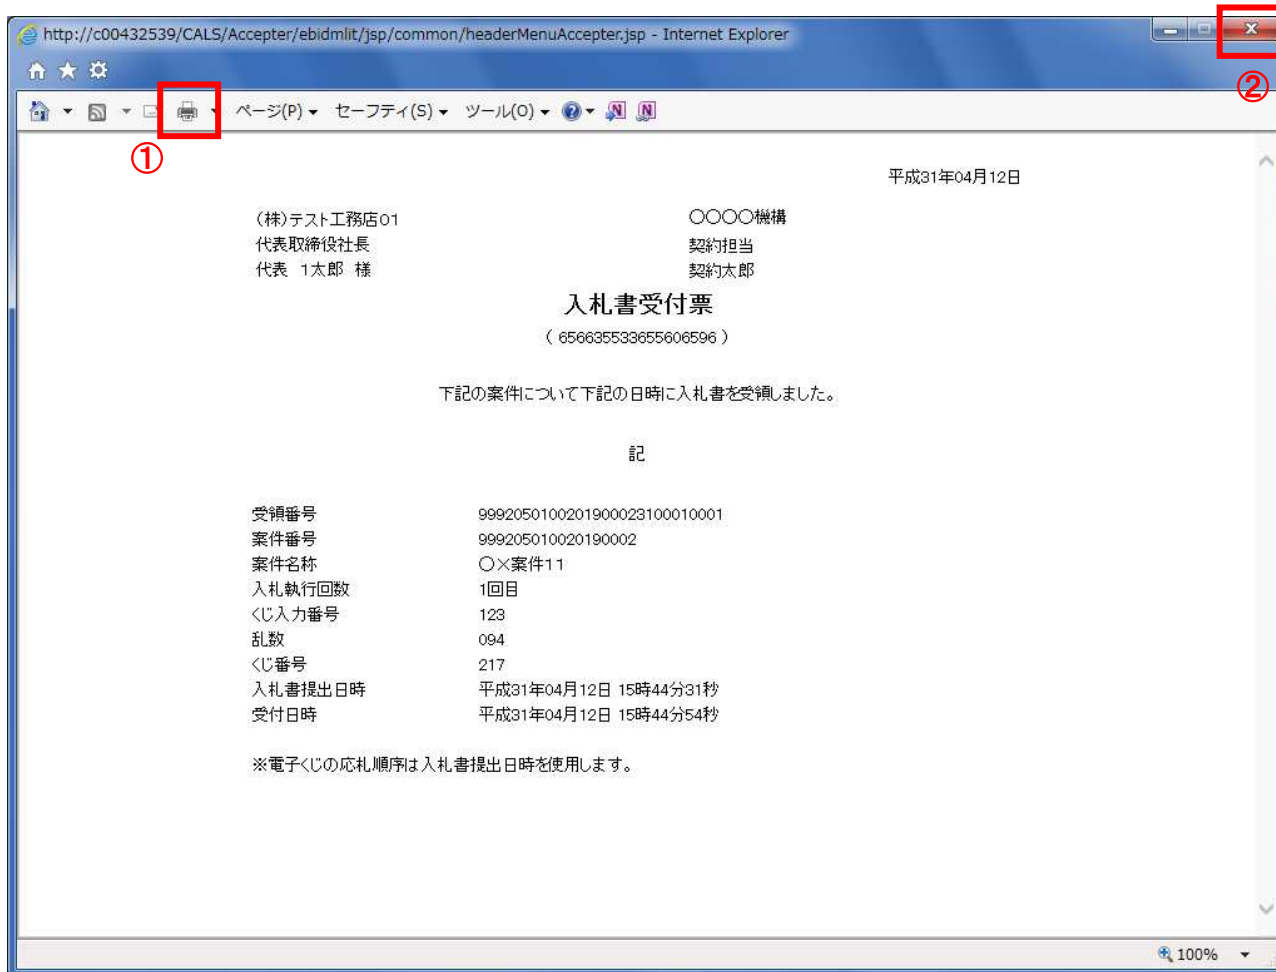 http://c00432539/CALS/Accepter/ebidmlit/jsp/common/headerMenuAccepter.jsp - Internet Explorer
②
ページ(P) セーフティ(S) ツール(O)
①
平成31年04月12日
(株)テスト工務店01 〇〇〇〇機構
代表取締役社長 契約担当
代表 1太郎 様 契約太郎
入札書受付票
( 656635533655606596 )
下記の案件について下記の日時に入札書を受領しました。
記
受領番号 99920501002019000023100010001
案件番号 999205010020190002
案件名称 〇×案件11
入札執行回数 1回目
くじ入力番号 123
乱数 094
くじ番号 217
入札書提出日時 平成31年04月12日 15時44分31秒
受付日時 平成31年04月12日 15時44分54秒
※電子くじの応札順序は入札書提出日時を使用します。
100%